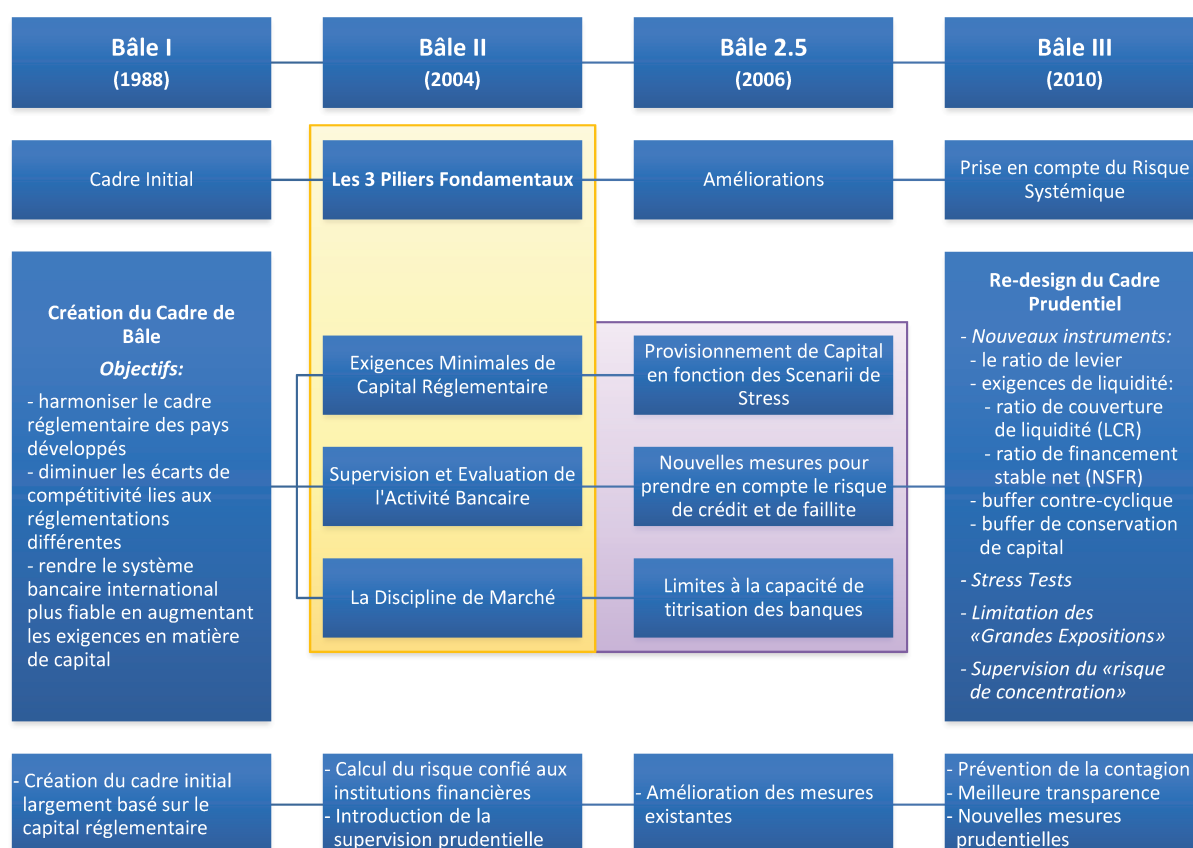 Bâle I
(1988)
Bâle II
(2004)
Bâle 2.5
(2006)
Bâle III
(2010)
Cadre Initial
Les 3 Piliers Fondamentaux
Améliorations
Prise en compte du Risque
Systémique
Création du Cadre de
Bâle
Objectifs:
- harmoniser le cadre
réglementaire des pays
développés
- diminuer les écarts de
compétitivité lies aux
réglementations
différentes
- rendre le système
bancaire international
plus fiable en augmentant
les exigences en matière
de capital
Exigences Minimales de
Capital Réglementaire
Supervision et Evaluation de
l'Activité Bancaire
La Discipline de Marché
Provisionnement de Capital
en fonction des Scenarii de
Stress
Nouvelles mesures pour
prendre en compte le risque
de crédit et de faillite
Limites à la capacité de
titrisation des banques
Re-design du Cadre
Prudentiel
- Nouveaux instruments:
- le ratio de levier
- exigences de liquidité:
- ratio de couverture
de liquidité (LCR)
- ratio de financement
stable net (NSFR)
- buffer contre-cyclique
- buffer de conservation
de capital
- Stress Tests
- Limitation des
«Grandes Expositions»
- Supervision du «risque
de concentration»
- Création du cadre initial
largement basé sur le
capital réglementaire
- Calcul du risque confié aux
institutions financières
- Introduction de la
supervision prudentielle
- Amélioration des mesures
existantes
- Prévention de la contagion
- Meilleure transparence
- Nouvelles mesures
prudentielles